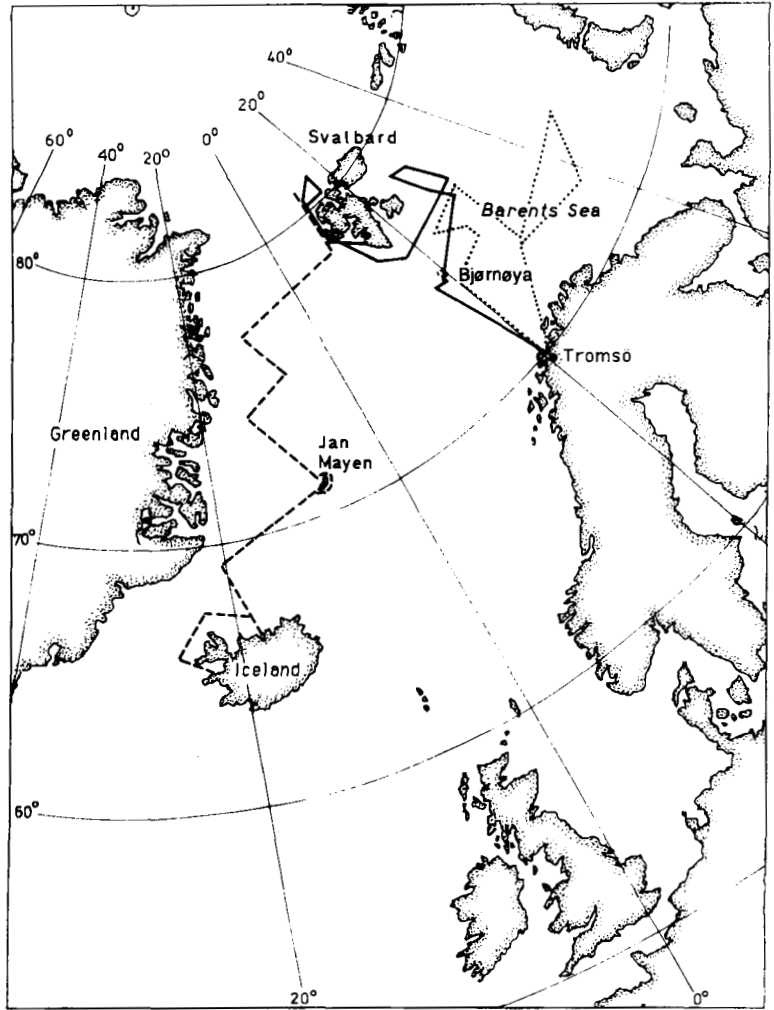 40°
20°
Svalbard
60°
40°
20°
0°
Barents Sea
80°
Bjørnøya
Tromsö
Greenland
Jan
Mayen
70°
Iceland
60°
20°
0°